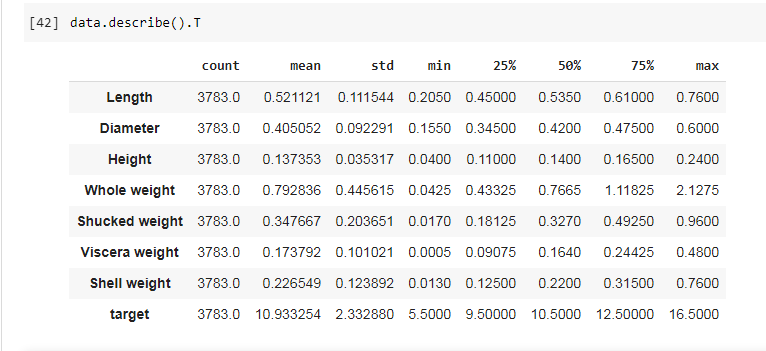 [42] data.describe().T
count mean std min 25% 50% 75% max
Length 3783.0 0.521121 0.111544 0.2050 0.45000 0.5350 0.61000 0.7600
Diameter 3783.0 0.405052 0.092291 0.1550 0.34500 0.4200 0.47500 0.6000
Height 3783.0 0.137353 0.035317 0.0400 0.11000 0.1400 0.16500 0.2400
Whole weight 3783.0 0.792836 0.445615 0.0425 0.43325 0.7665 1.11825 2.1275
Shucked weight 3783.0 0.347667 0.203651 0.0170 0.18125 0.3270 0.49250 0.9600
Viscera weight 3783.0 0.173792 0.101021 0.0005 0.09075 0.1640 0.24425 0.4800
Shell weight 3783.0 0.226549 0.123892 0.0130 0.12500 0.2200 0.31500 0.7600
target 3783.0 10.933254 2.332880 5.5000 9.50000 10.5000 12.50000 16.5000